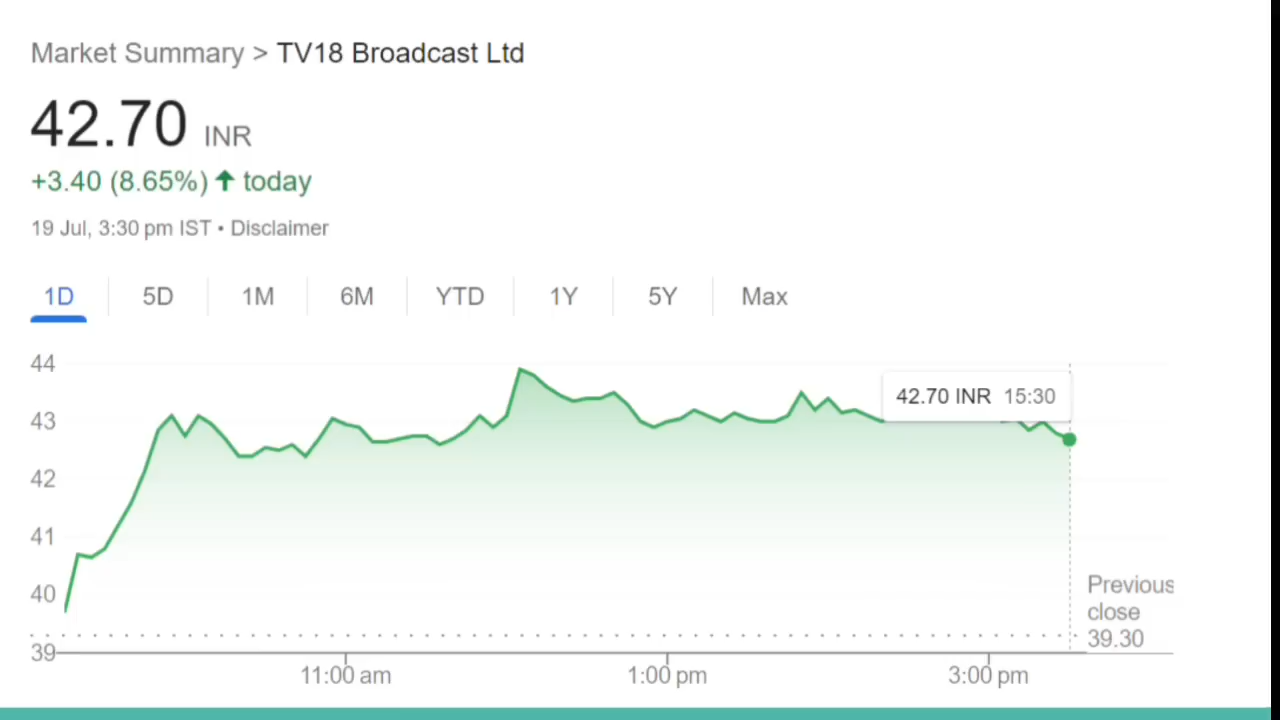 Market Summary > TV18 Broadcast Ltd
42.70 INR
+3.40 (8.65%) ↑ today
19 Jul, 3:30 pm IST • Disclaimer
1D 5D 1M 6M YTD 1Y 5Y Max
44
42.70 INR 15:30
43
42
41
40
Previous
close
39.30
39
11:00 am 1:00 pm 3:00 pm